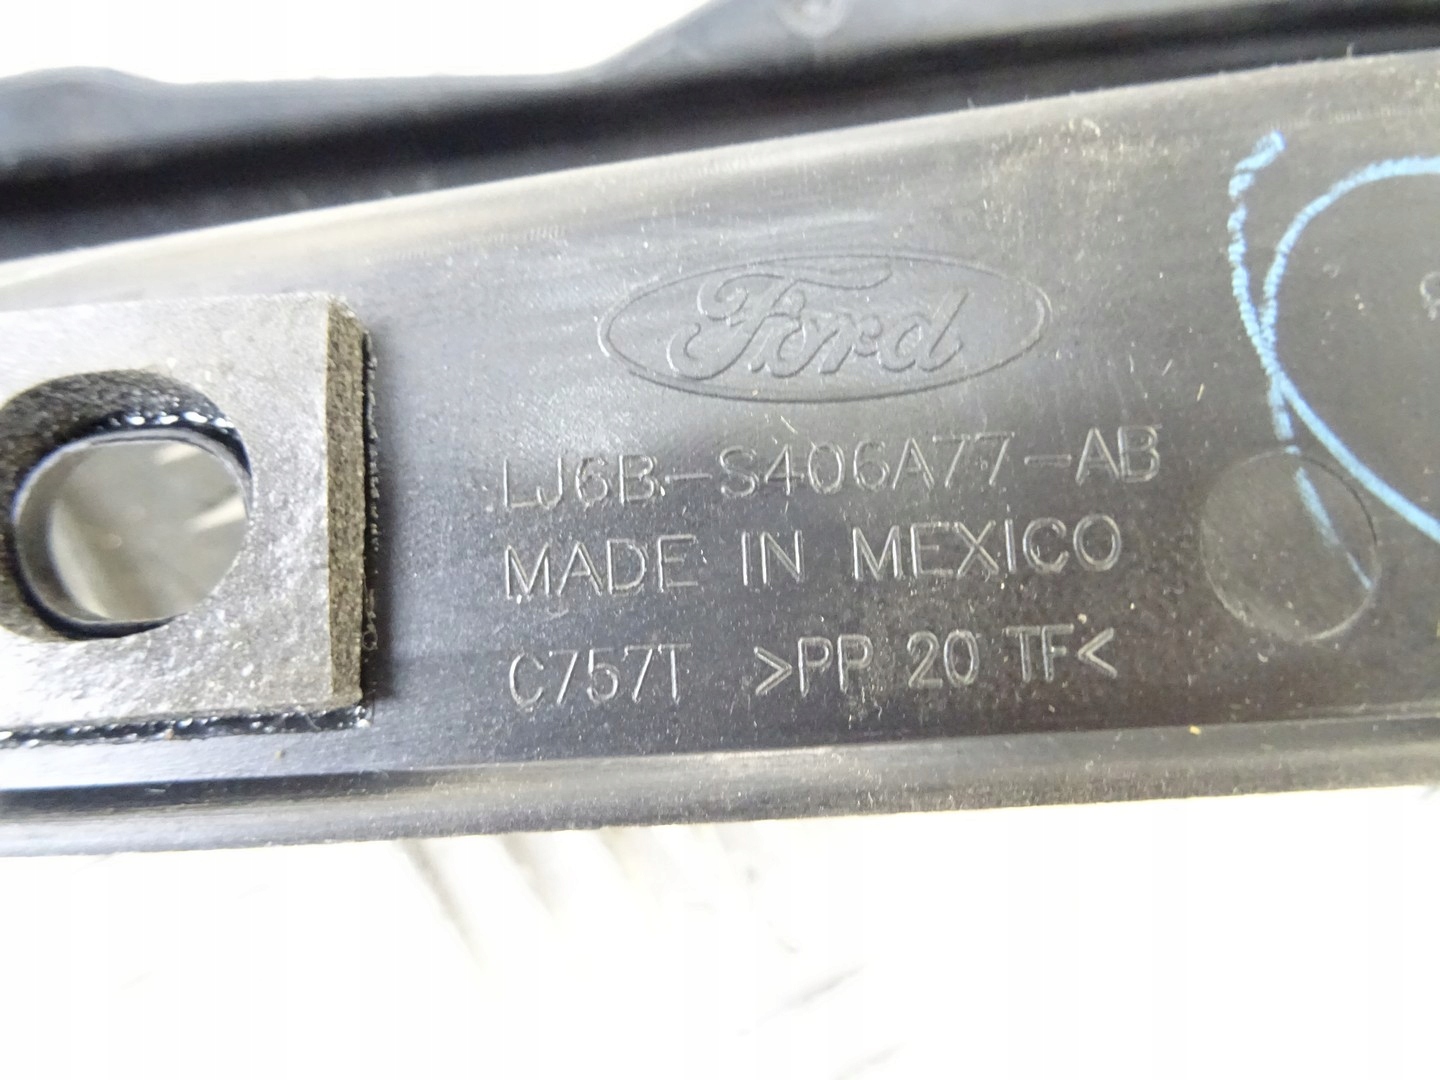 Ford
LJ6B-S406A77-AB
MADE IN MEXICO
C757T >PP 20 TF<